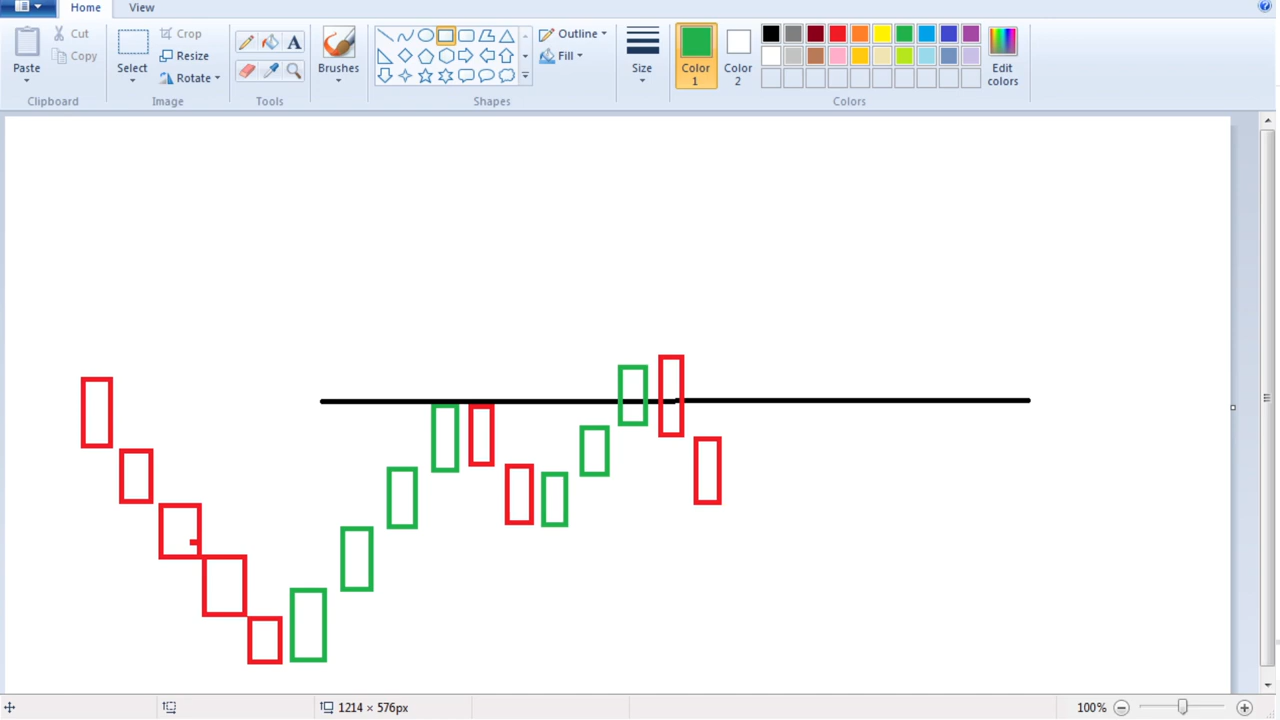 Home View
Cut
Copy
Paste
Clipboard
Crop
Resize
Rotate
Select
Image
A
Tools
Brushes
Outline
Fill
Shapes
Size
Color
1
Color
2
Edit
colors
Colors
1214 × 576px
100%